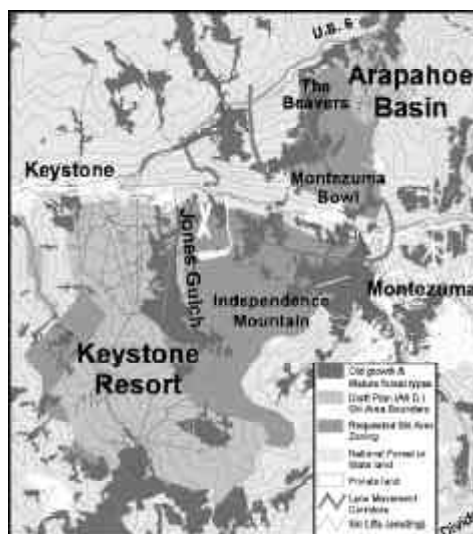 U.S. 6
The
Beavers
Arapahoe
Basin
Keystone
Montezuma
Bowl
Jones Gulch
Independence
Mountain
Montezuma
Keystone
Resort
Old growth &
Mature forest types
Draft Plan (Alt D.)
Ski Area Boundary
Requested Ski Area
Zoning
National Forest or
State land
Private land
Lynx Movement
Corridors
Ski Lifts (existing)
Divide